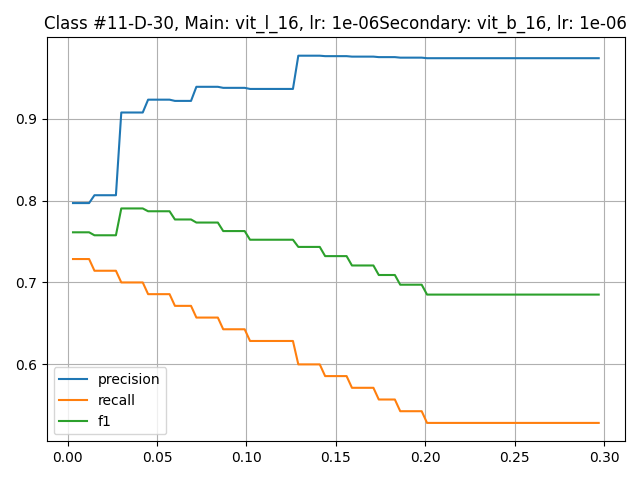 Class #11-D-30, Main: vit_l_16, lr: 1e-06Secondary: vit_b_16, lr: 1e-06
0.9
0.8
0.7
0.6
precision
recall
f1
0.00 0.05 0.10 0.15 0.20 0.25 0.30